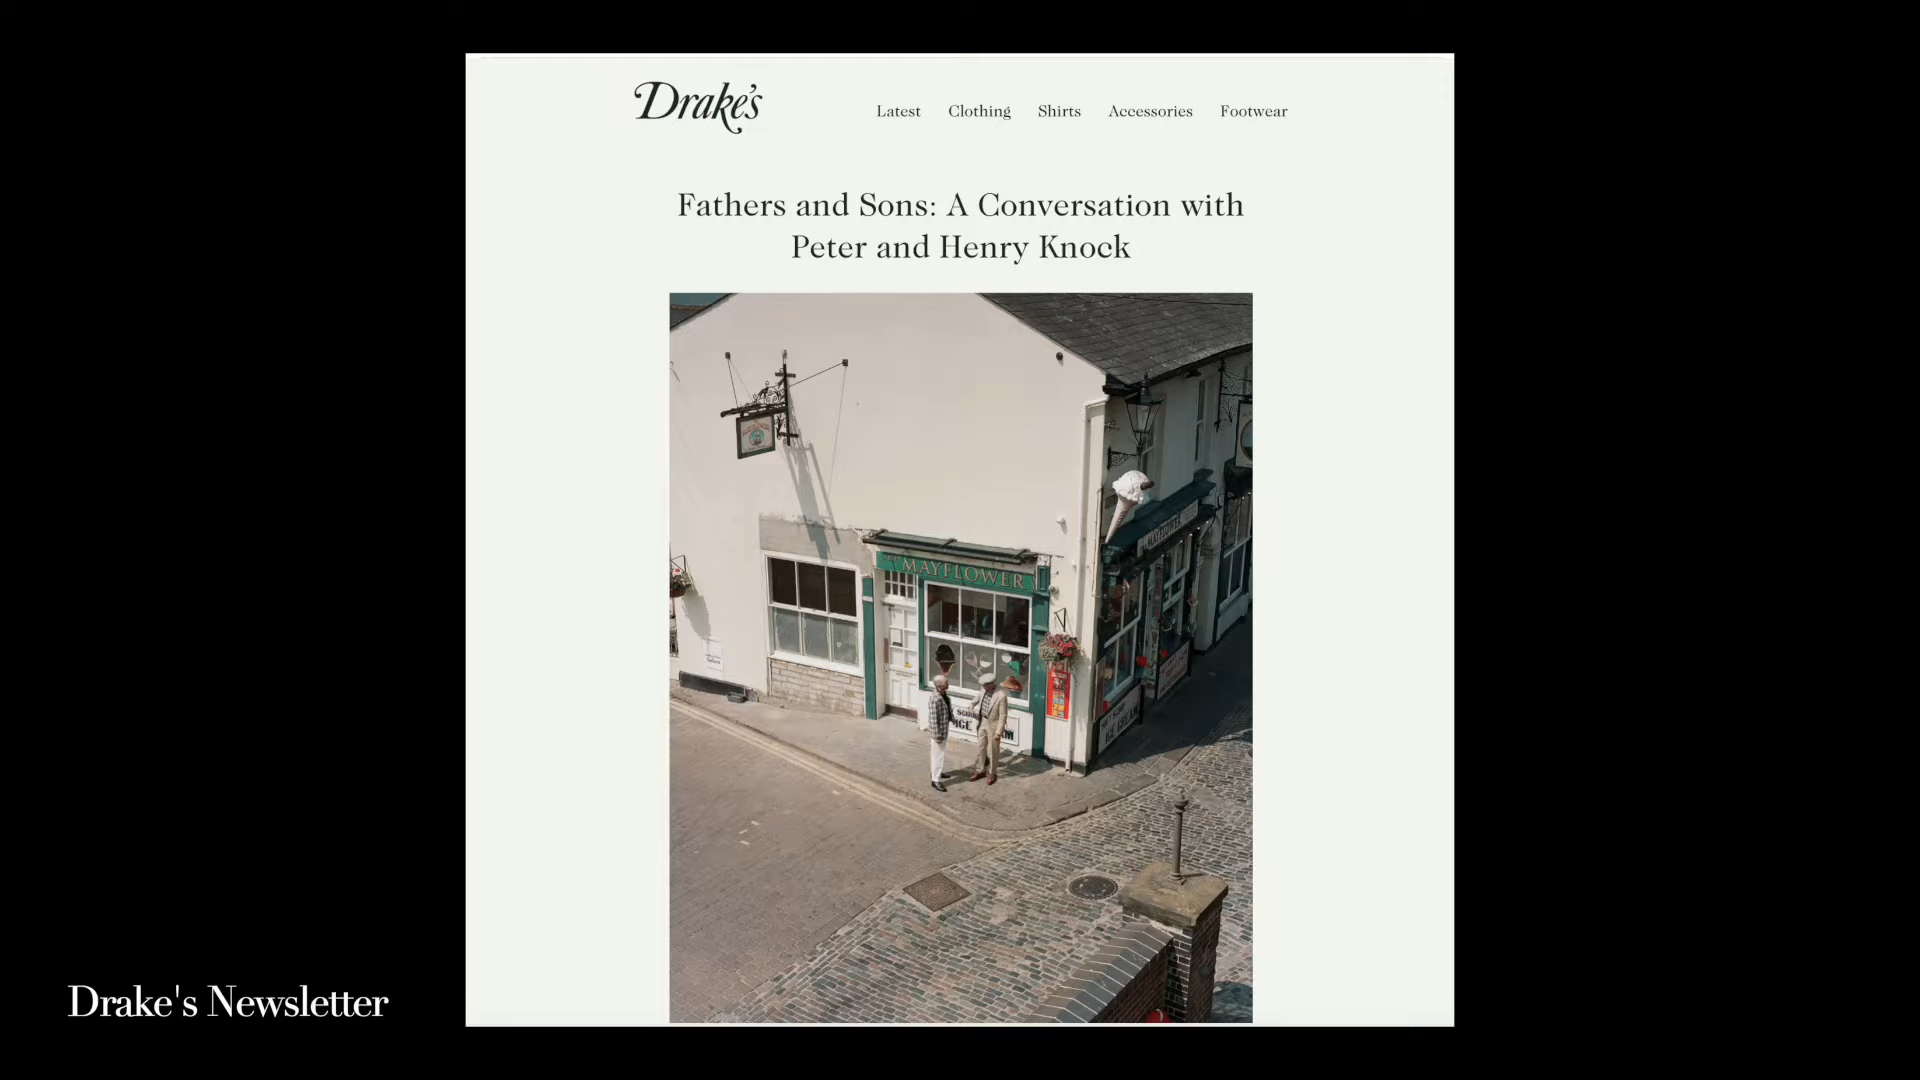 Drake's
Latest Clothing Shirts Accessories Footwear
Fathers and Sons: A Conversation with
Peter and Henry Knock
MAYFLOWER
MAYFLOWER
Drake's Newsletter